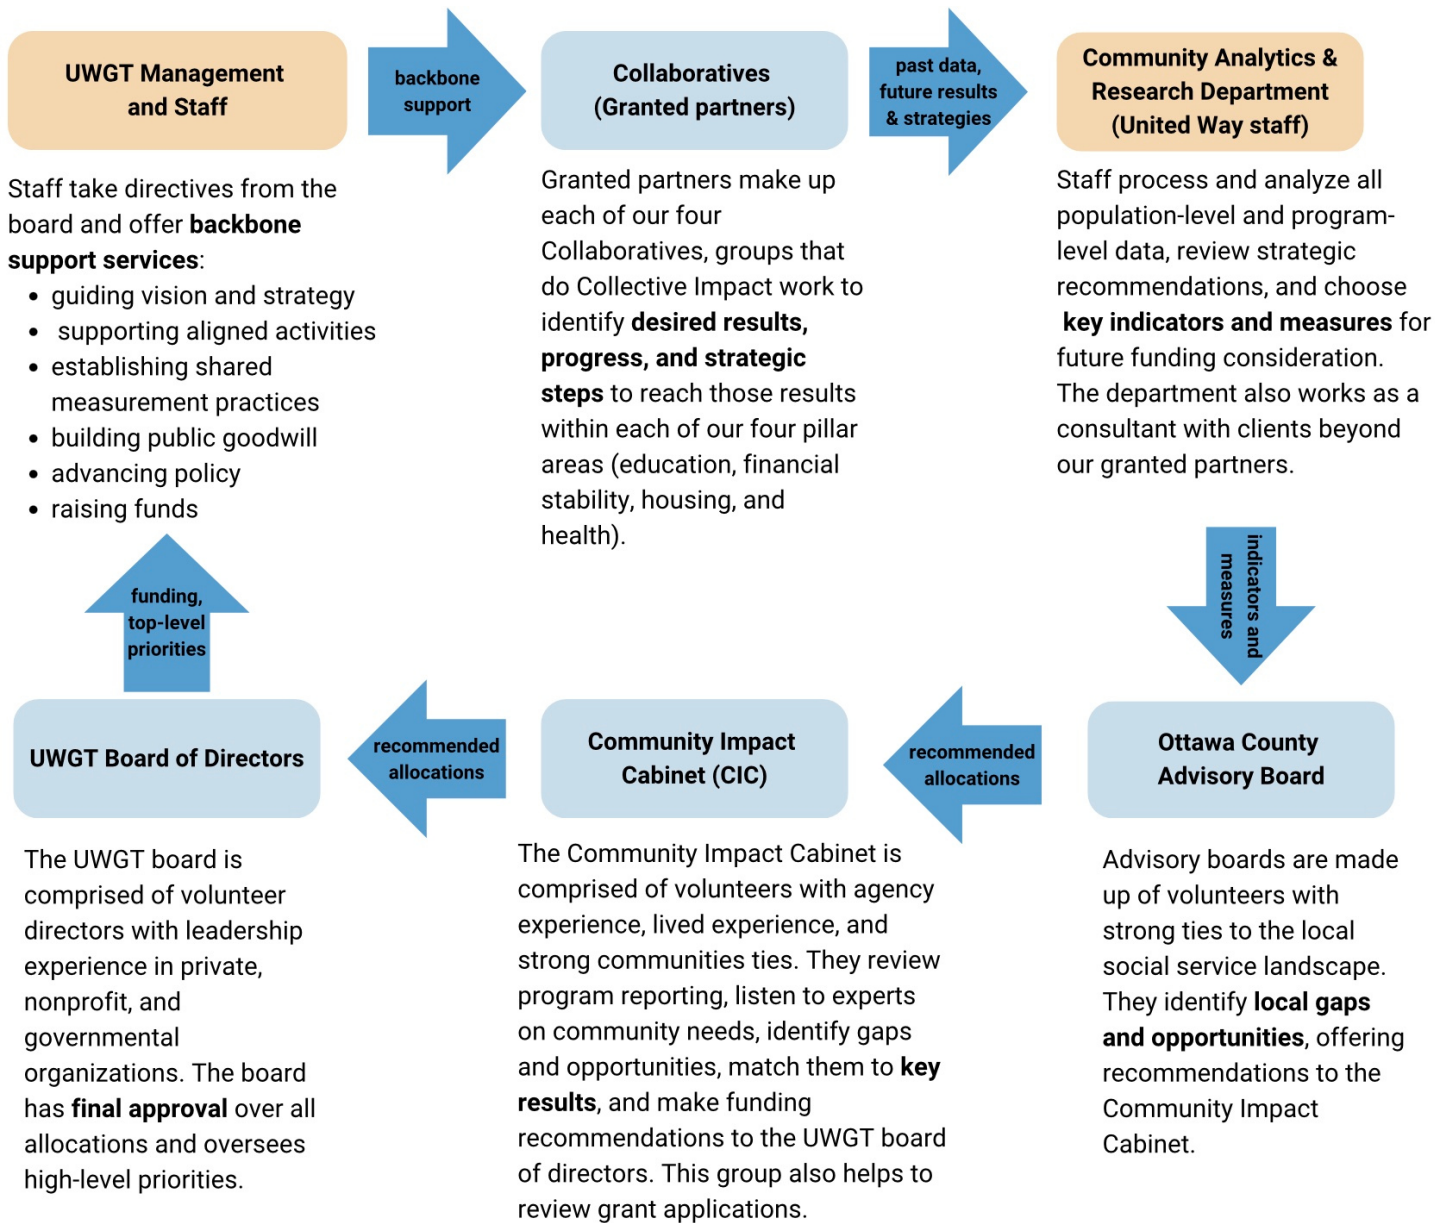 UWGT Management
and Staff
backbone
support
Collaboratives
(Granted partners)
past data,
future results
& strategies
Community Analytics &
Research Department
(United Way staff)
Staff take directives from the
board and offer backbone
support services:
• guiding vision and strategy
• supporting aligned activities
• establishing shared
measurement practices
• building public goodwill
• advancing policy
• raising funds
Granted partners make up
each of our four
Collaboratives, groups that
do Collective Impact work to
identify desired results,
progress, and strategic
steps to reach those results
within each of our four pillar
areas (education, financial
stability, housing, and
health).
Staff process and analyze all
population-level and program-
level data, review strategic
recommendations, and choose
key indicators and measures for
future funding consideration.
The department also works as a
consultant with clients beyond
our granted partners.
indicators and
measures
funding,
top-level
priorities
UWGT Board of Directors
recommended
allocations
Community Impact
Cabinet (CIC)
recommended
allocations
Ottawa County
Advisory Board
The UWGT board is
comprised of volunteer
directors with leadership
experience in private,
nonprofit, and
governmental
organizations. The board
has final approval over all
allocations and oversees
high-level priorities.
The Community Impact Cabinet is
comprised of volunteers with agency
experience, lived experience, and
strong communities ties. They review
program reporting, listen to experts
on community needs, identify gaps
and opportunities, match them to key
results, and make funding
recommendations to the UWGT board
of directors. This group also helps to
review grant applications.
Advisory boards are made
up of volunteers with
strong ties to the local
social service landscape.
They identify local gaps
and opportunities, offering
recommendations to the
Community Impact
Cabinet.